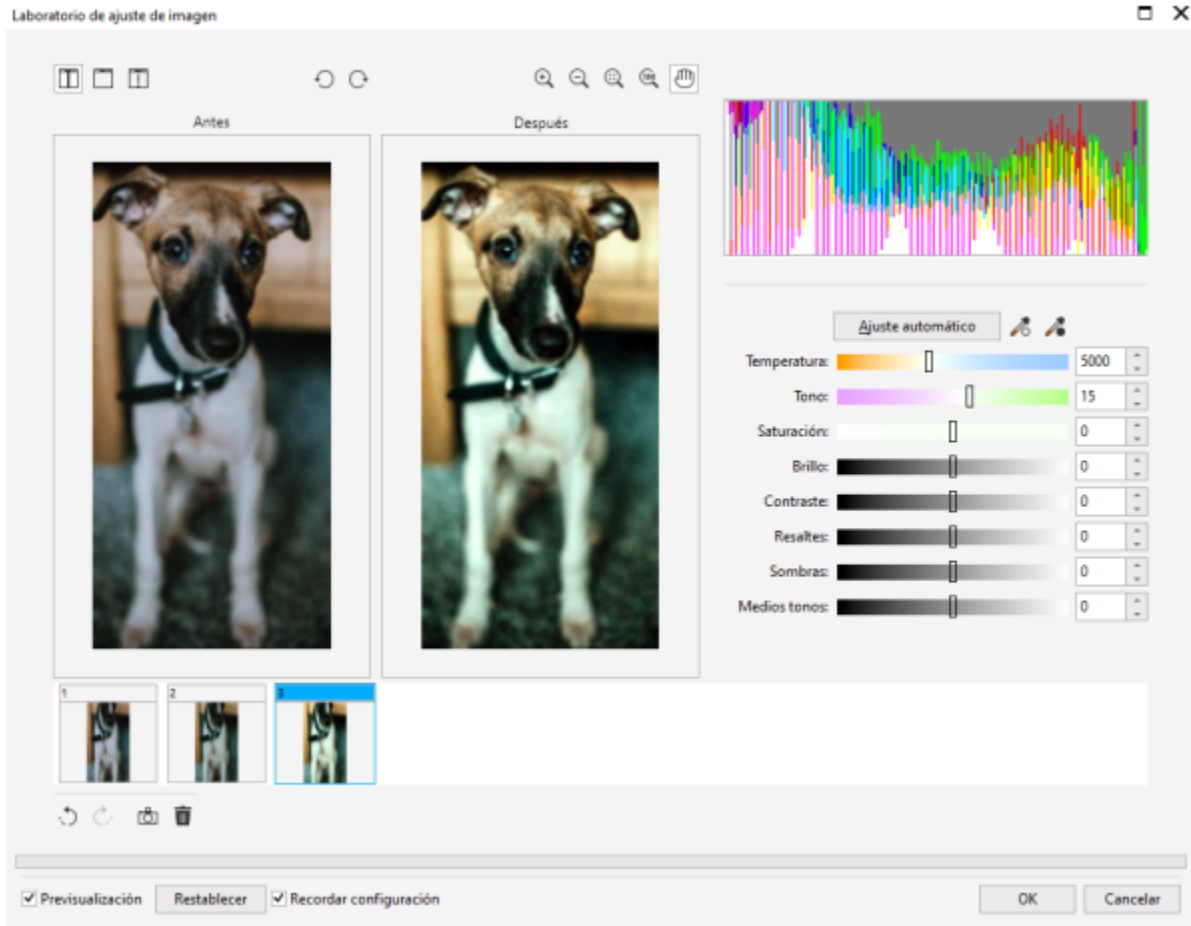 Laboratorio de ajuste de imagen
Antes
Después
Ajuste automático
Temperatura: 5000
Tono: 15
Saturación: 0
Brillo: 0
Contraste: 0
Resaltes: 0
Sombras: 0
Medios tonos: 0
1 2 3
Previsualización Restablecer Recordar configuración OK Cancelar